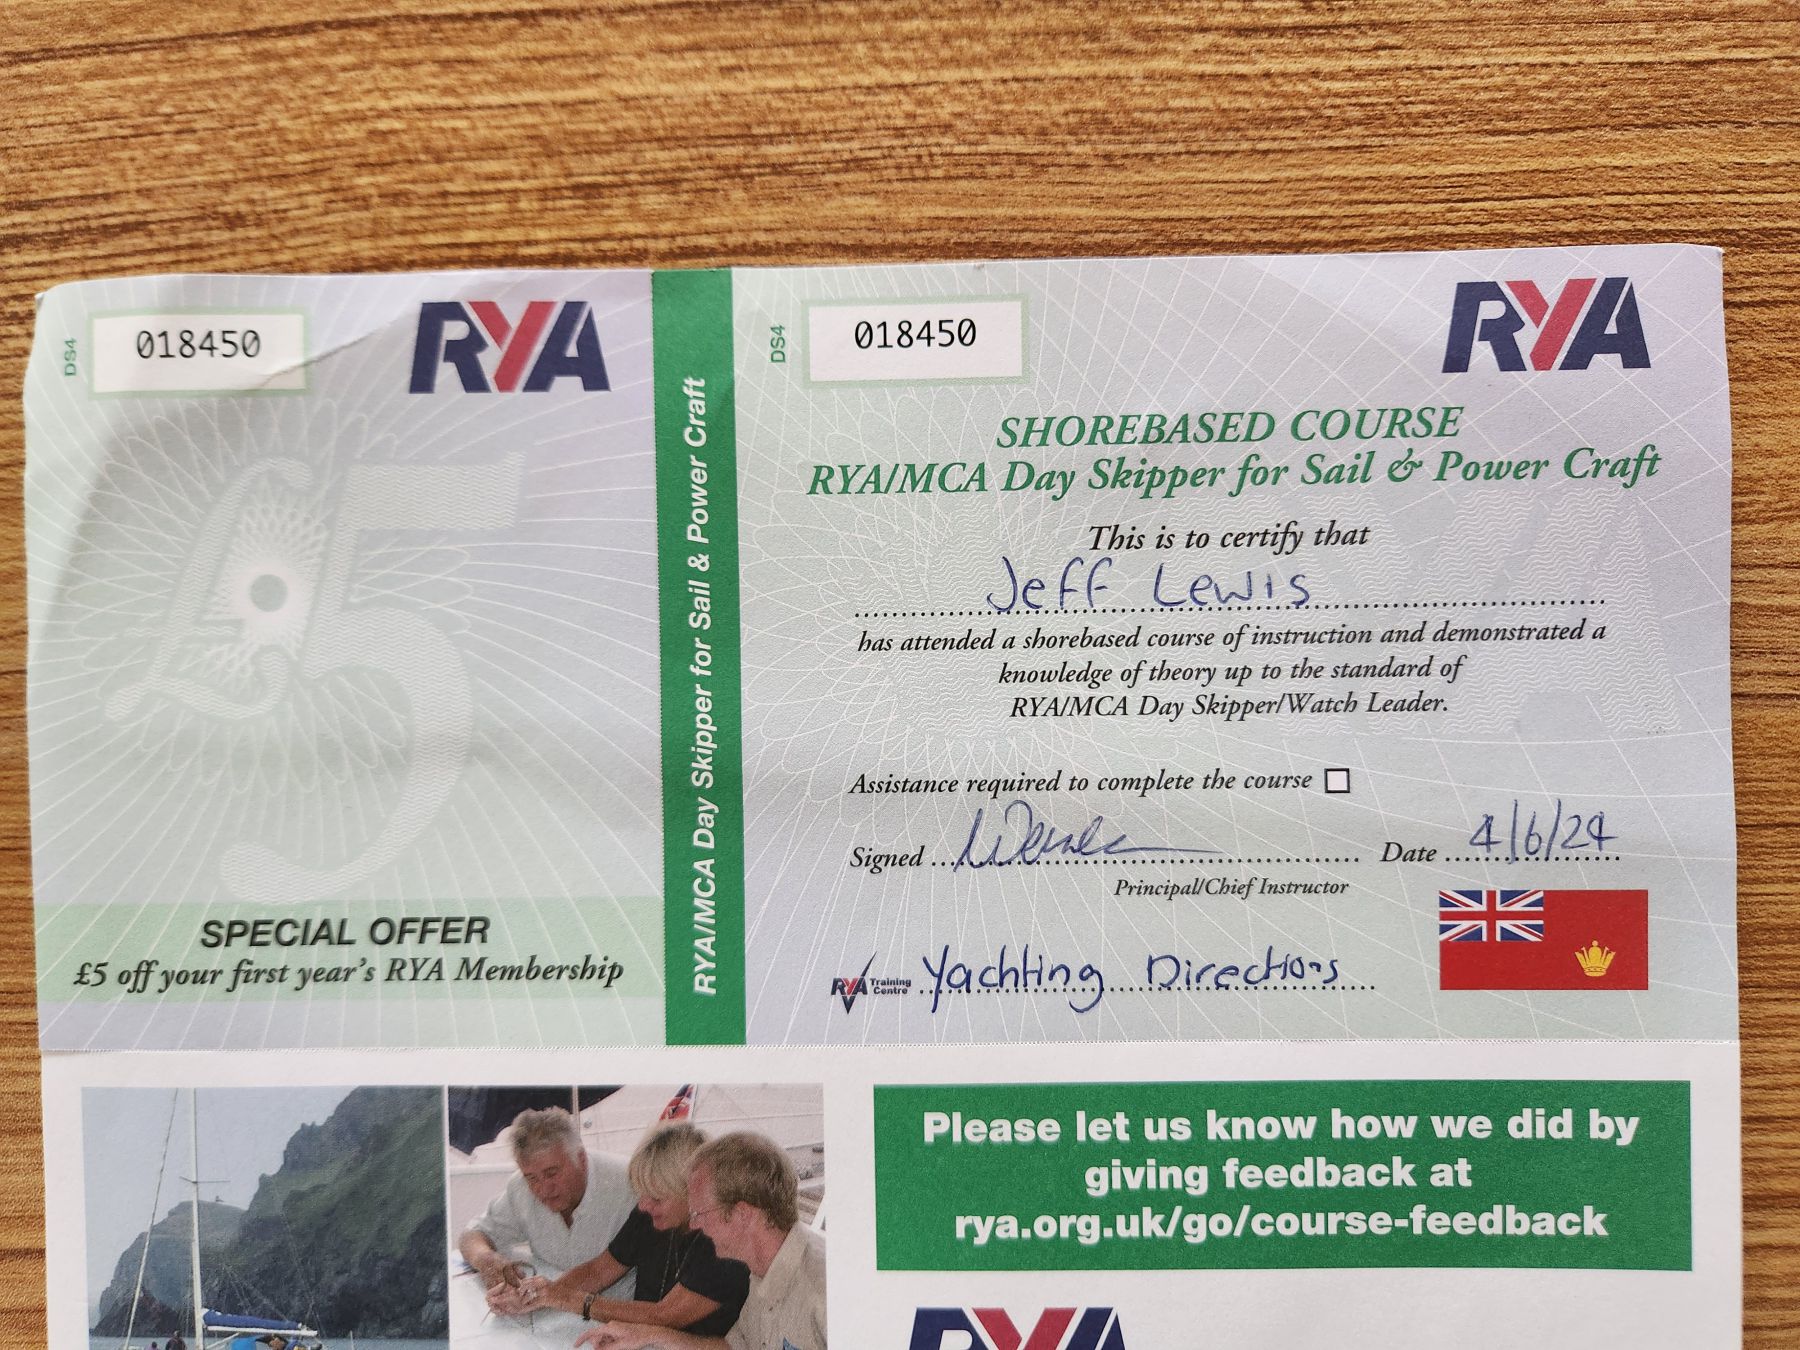 DS4
018450
RYA
SPECIAL OFFER
£5 off your first year's RYA Membership
RYA/MCA Day Skipper for Sail & Power Craft
DS4
018450
RYA
SHOREBASED COURSE
RYA/MCA Day Skipper for Sail & Power Craft
This is to certify that
Jeff Lewis
has attended a shorebased course of instruction and demonstrated a
knowledge of theory up to the standard of
RYA/MCA Day Skipper/Watch Leader.
Assistance required to complete the course
Signed
Date 4/6/24
Principal/Chief Instructor
RYA Training Centre Yachting Directions
Please let us know how we did by
giving feedback at
rya.org.uk/go/course-feedback
RYA